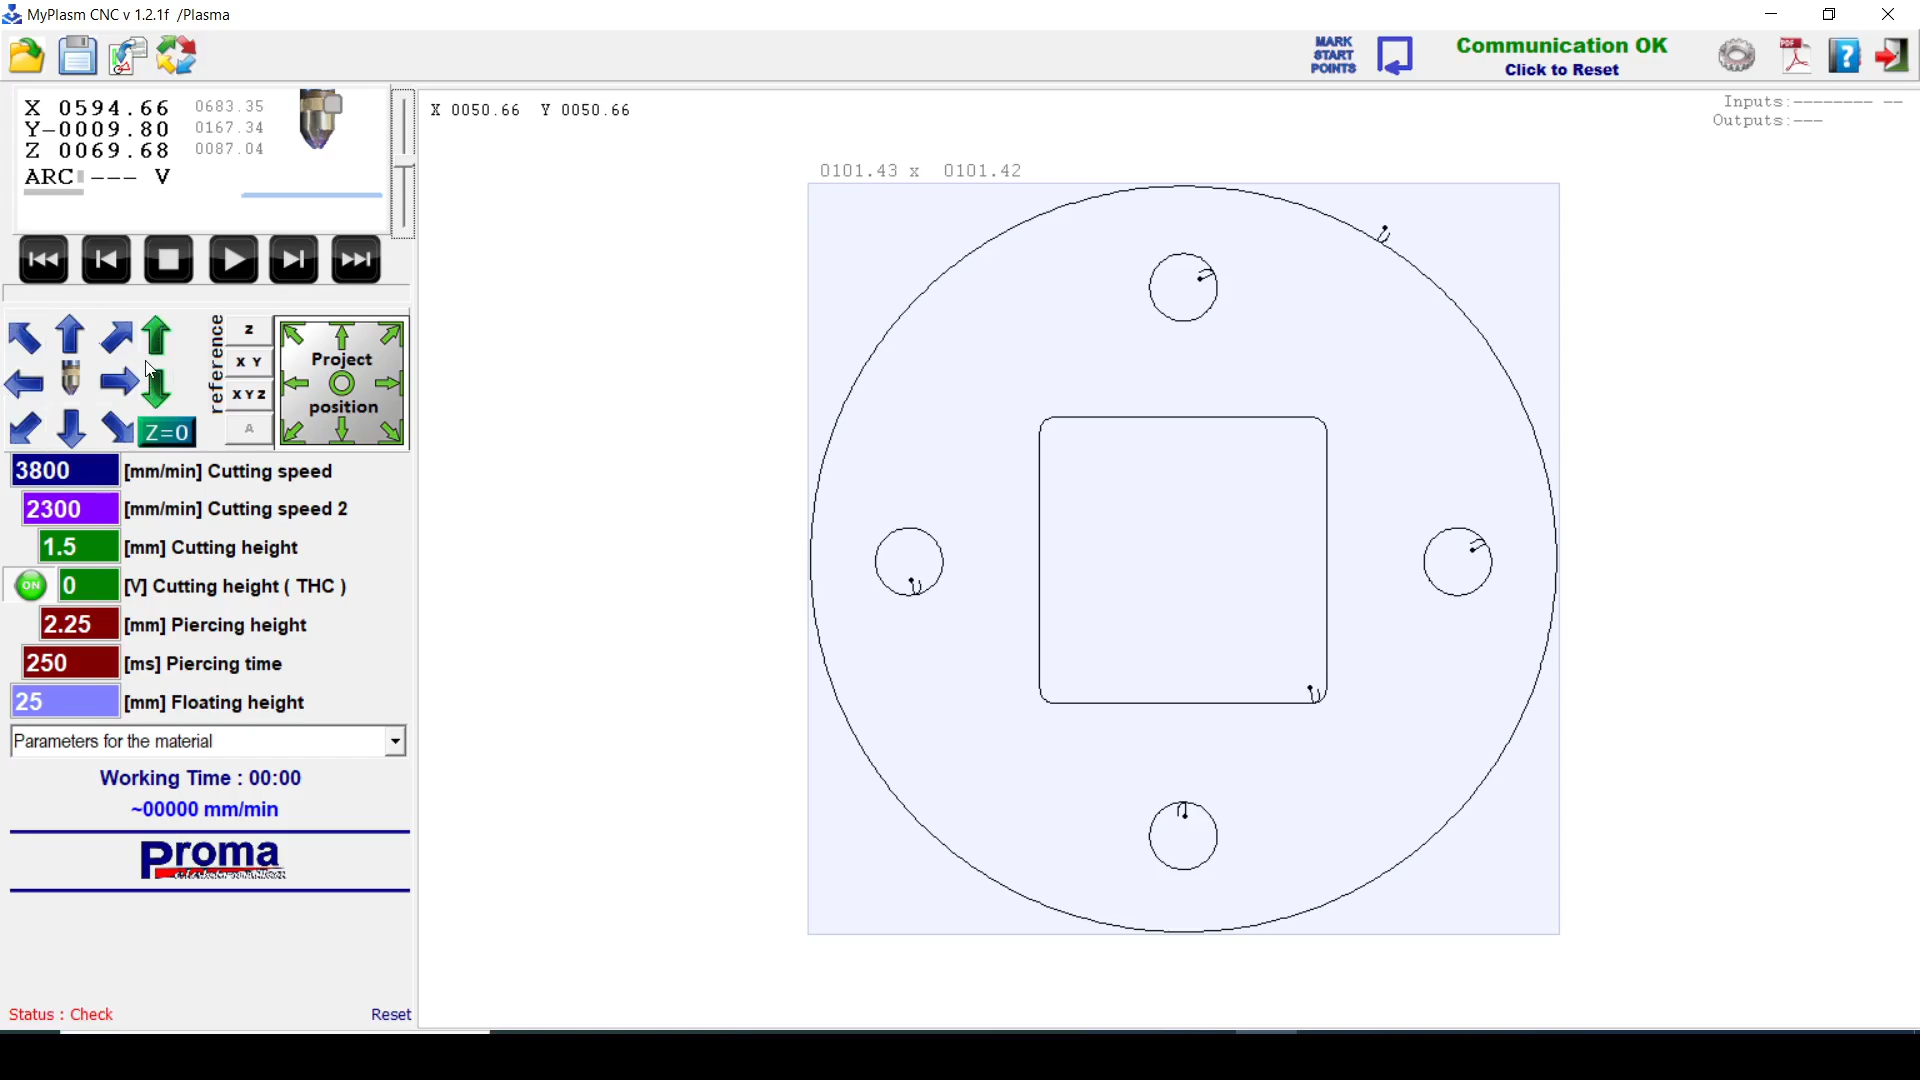 MyPlasm CNC v 1.2.1f /Plasma
MARK
START
POINTS
Communication OK
Click to Reset
PDF
?
X 0594.66 0683.35
Y-0009.80 0167.34
Z 0069.68 0087.04
ARC --- V
X 0050.66 Y 0050.66
Inputs:-------- --
Outputs:---
0101.43 x 0101.42
reference
Z
X Y
X Y Z
A
Project
position
Z=0
3800 [mm/min] Cutting speed
2300 [mm/min] Cutting speed 2
1.5 [mm] Cutting height
ON 0 [V] Cutting height ( THC )
2.25 [mm] Piercing height
250 [ms] Piercing time
25 [mm] Floating height
Parameters for the material
Working Time : 00:00
~00000 mm/min
Proma
Status : Check
Reset